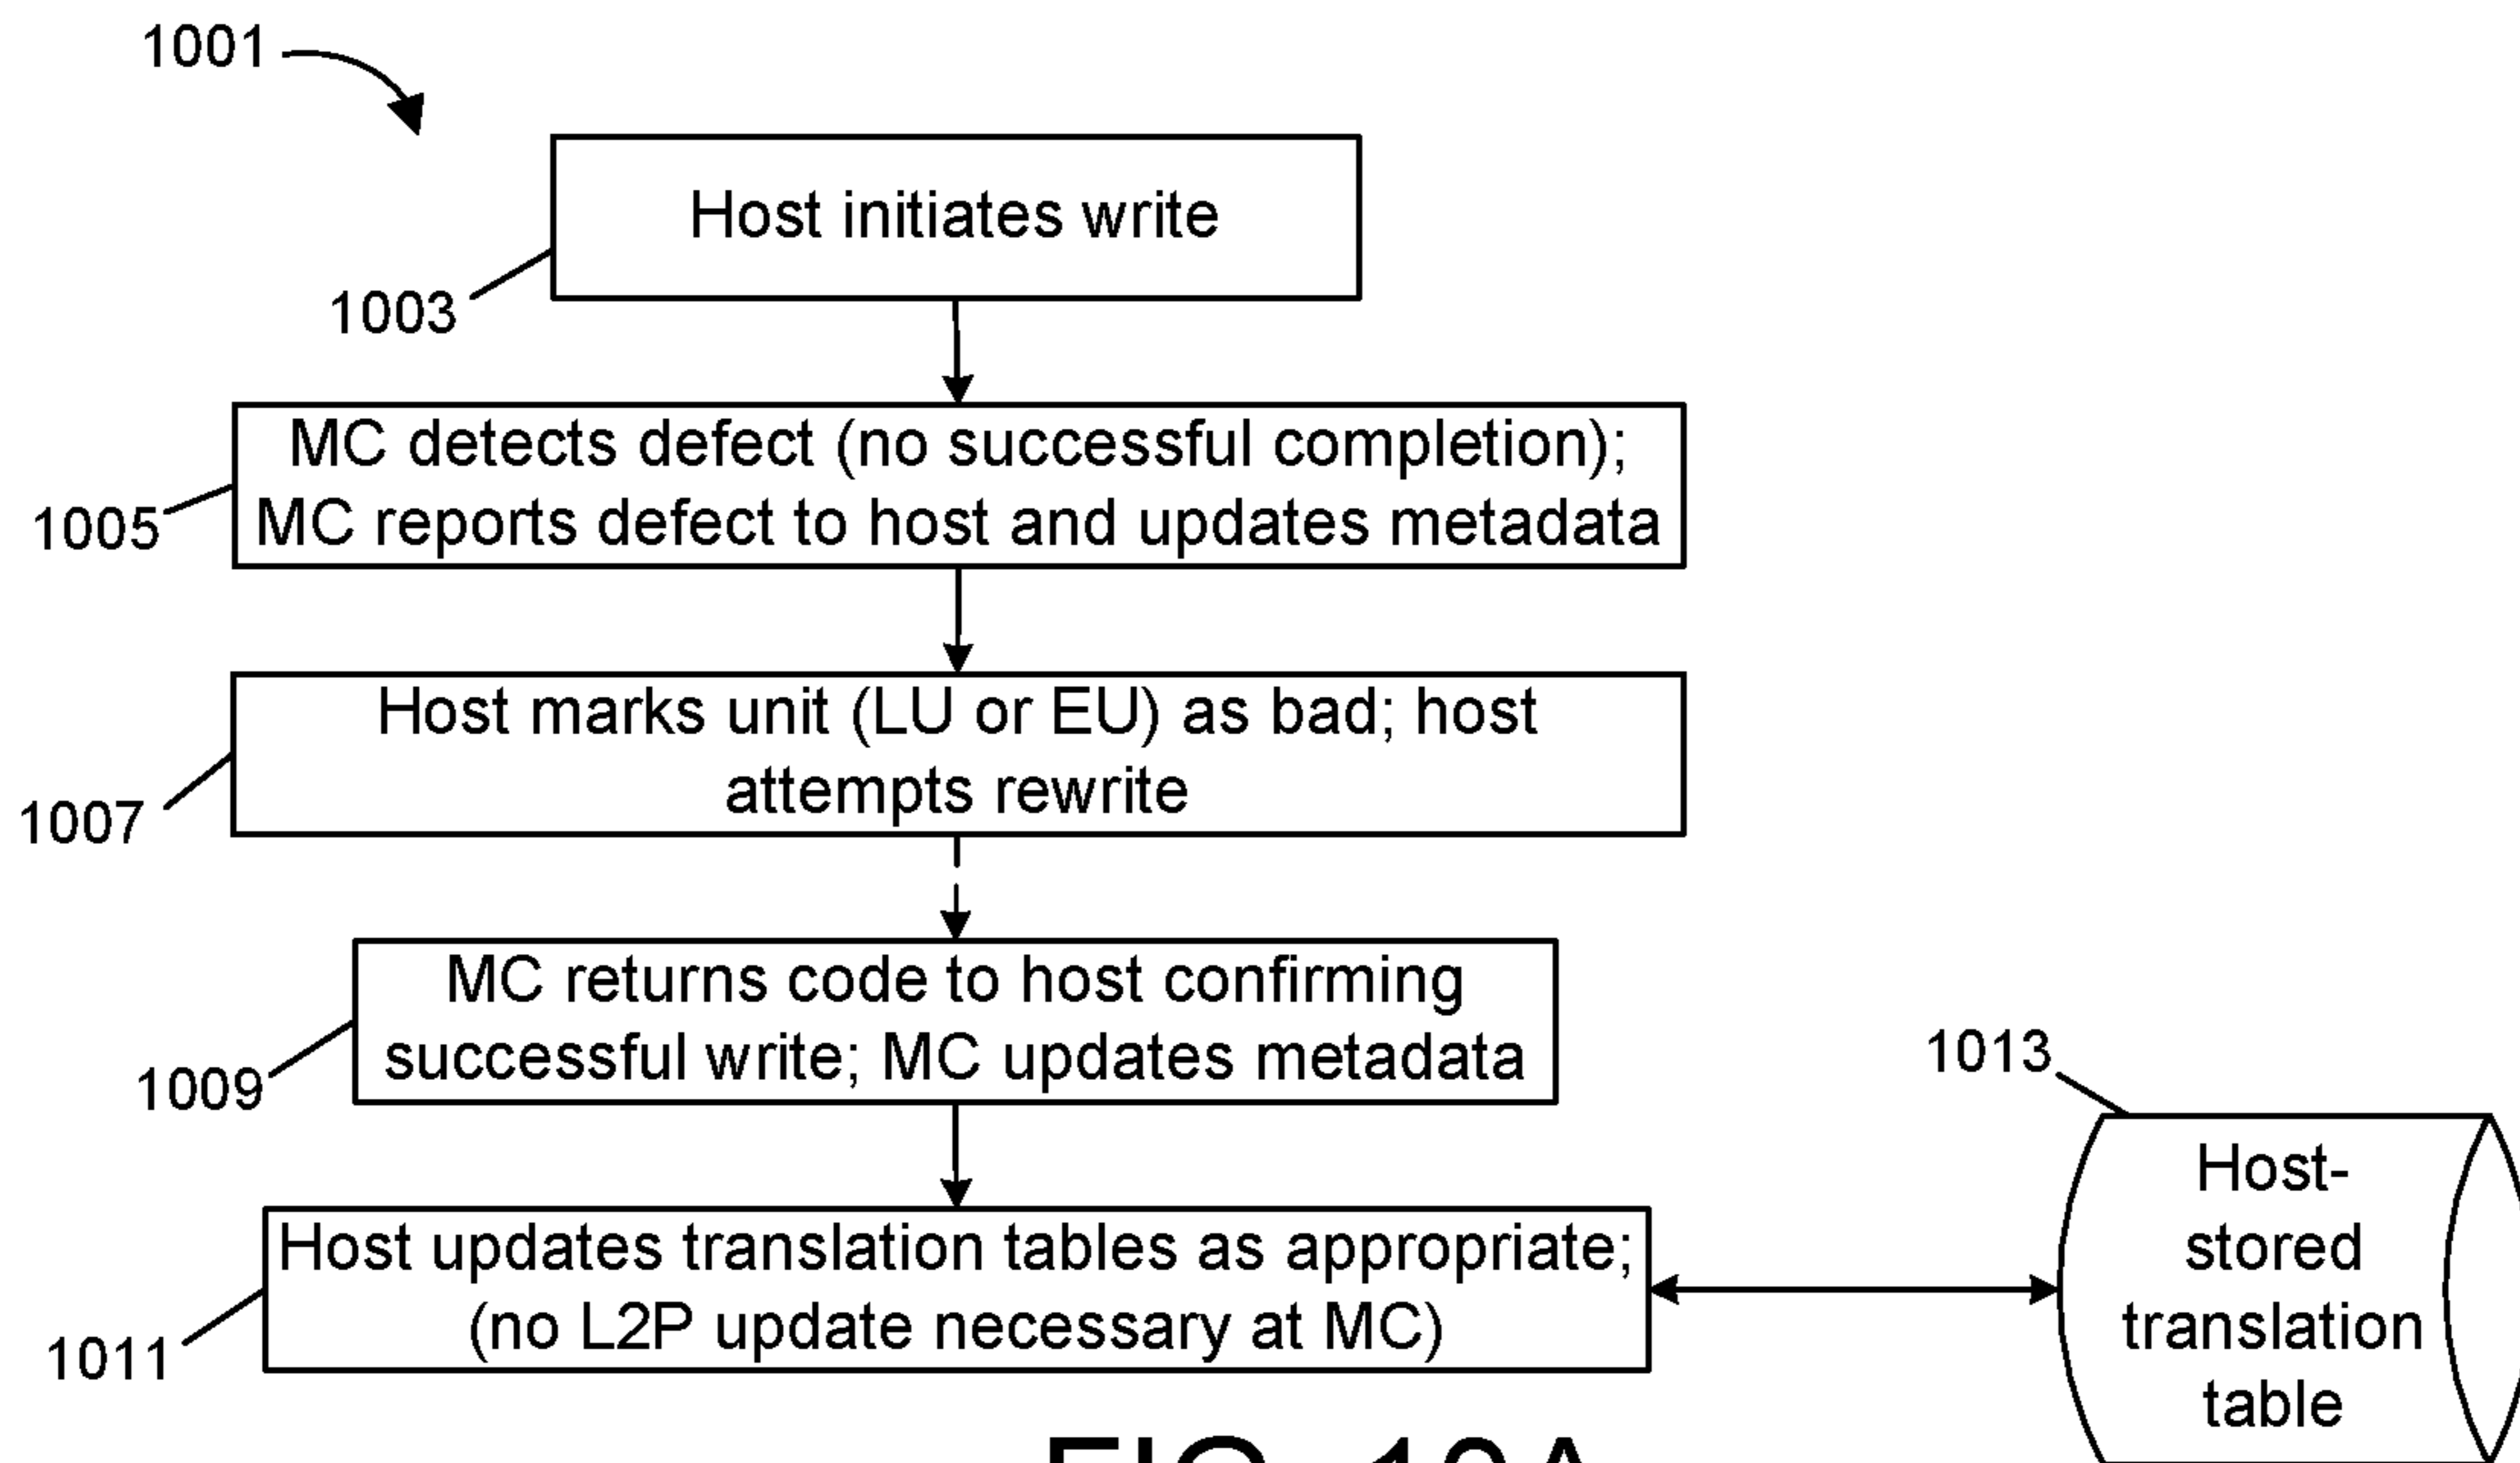 1001
Host initiates write
1003
MC detects defect (no successful completion);
MC reports defect to host and updates metadata
1005
Host marks unit (LU or EU) as bad; host
attempts rewrite
1007
MC returns code to host confirming
successful write; MC updates metadata
1009
1013
Host updates translation tables as appropriate;
(no L2P update necessary at MC)
1011
Host-
stored
translation
table